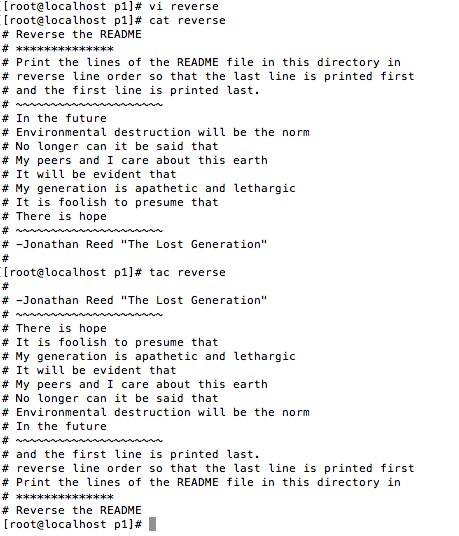 [[root@localhost p1]# vi reverse
[[root@localhost p1]# cat reverse
# Reverse the README
# **************
# Print the lines of the README file in this directory in
# reverse line order so that the last line is printed first
# and the first line is printed last.
# ~~~~~~~~~~~~~~~~~~~~~
# In the future
# Environmental destruction will be the norm
# No longer can it be said that
# My peers and I care about this earth
# It will be evident that
# My generation is apathetic and lethargic
# It is foolish to presume that
# There is hope
# ~~~~~~~~~~~~~~~~~~~~~
# -Jonathan Reed "The Lost Generation"
#
[[root@localhost p1]# tac reverse
#
# -Jonathan Reed "The Lost Generation"
# ~~~~~~~~~~~~~~~~~~~~~
# There is hope
# It is foolish to presume that
# My generation is apathetic and lethargic
# It will be evident that
# My peers and I care about this earth
# No longer can it be said that
# Environmental destruction will be the norm
# In the future
# ~~~~~~~~~~~~~~~~~~~~~
# and the first line is printed last.
# reverse line order so that the last line is printed first
# Print the lines of the README file in this directory in
# **************
# Reverse the README
[root@localhost p1]#